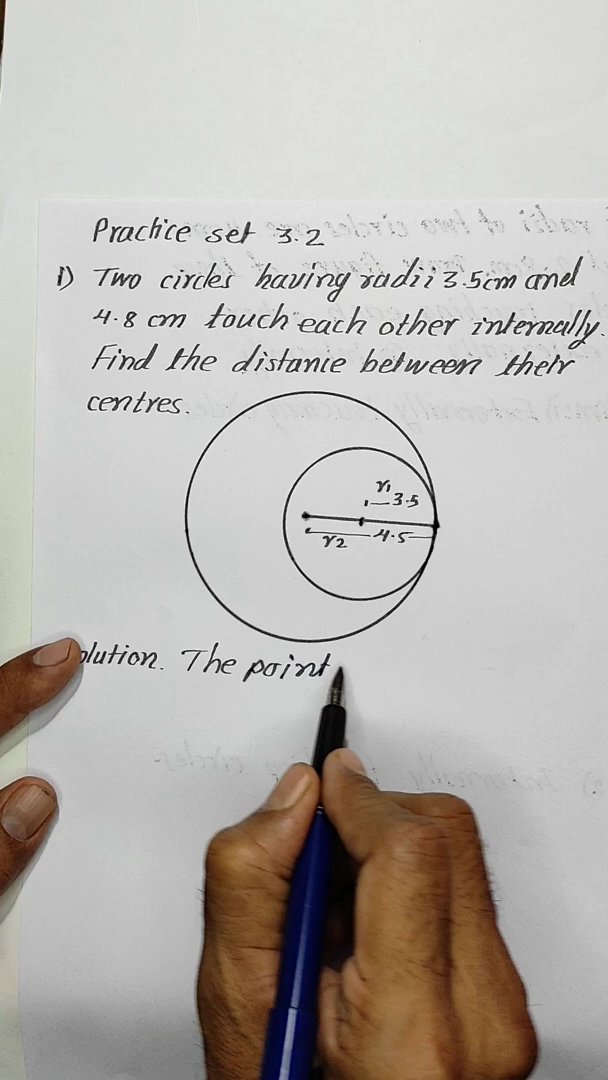 Practice set 3.2
1) Two circles having radii 3.5cm and
4.8 cm touch each other internally.
Find the distanie between their
centres.
r1
3.5
r2 4.5
olution. The point